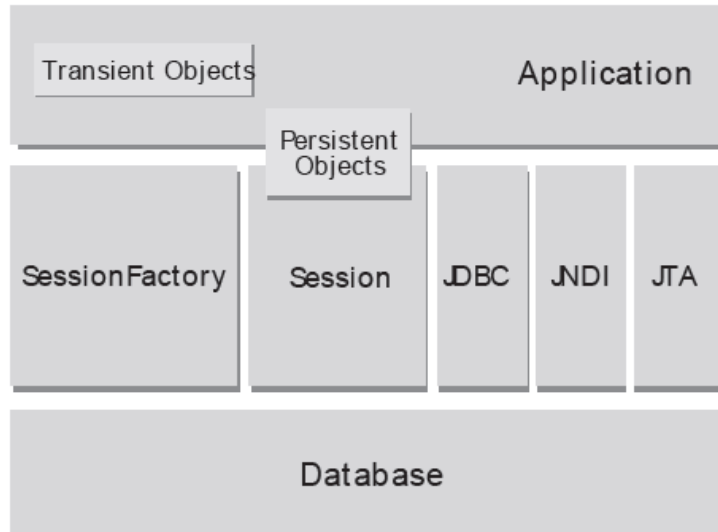 Transient Objects
Application
Persistent
Objects
SessionFactory
Session
JDBC
JNDI
JTA
Database